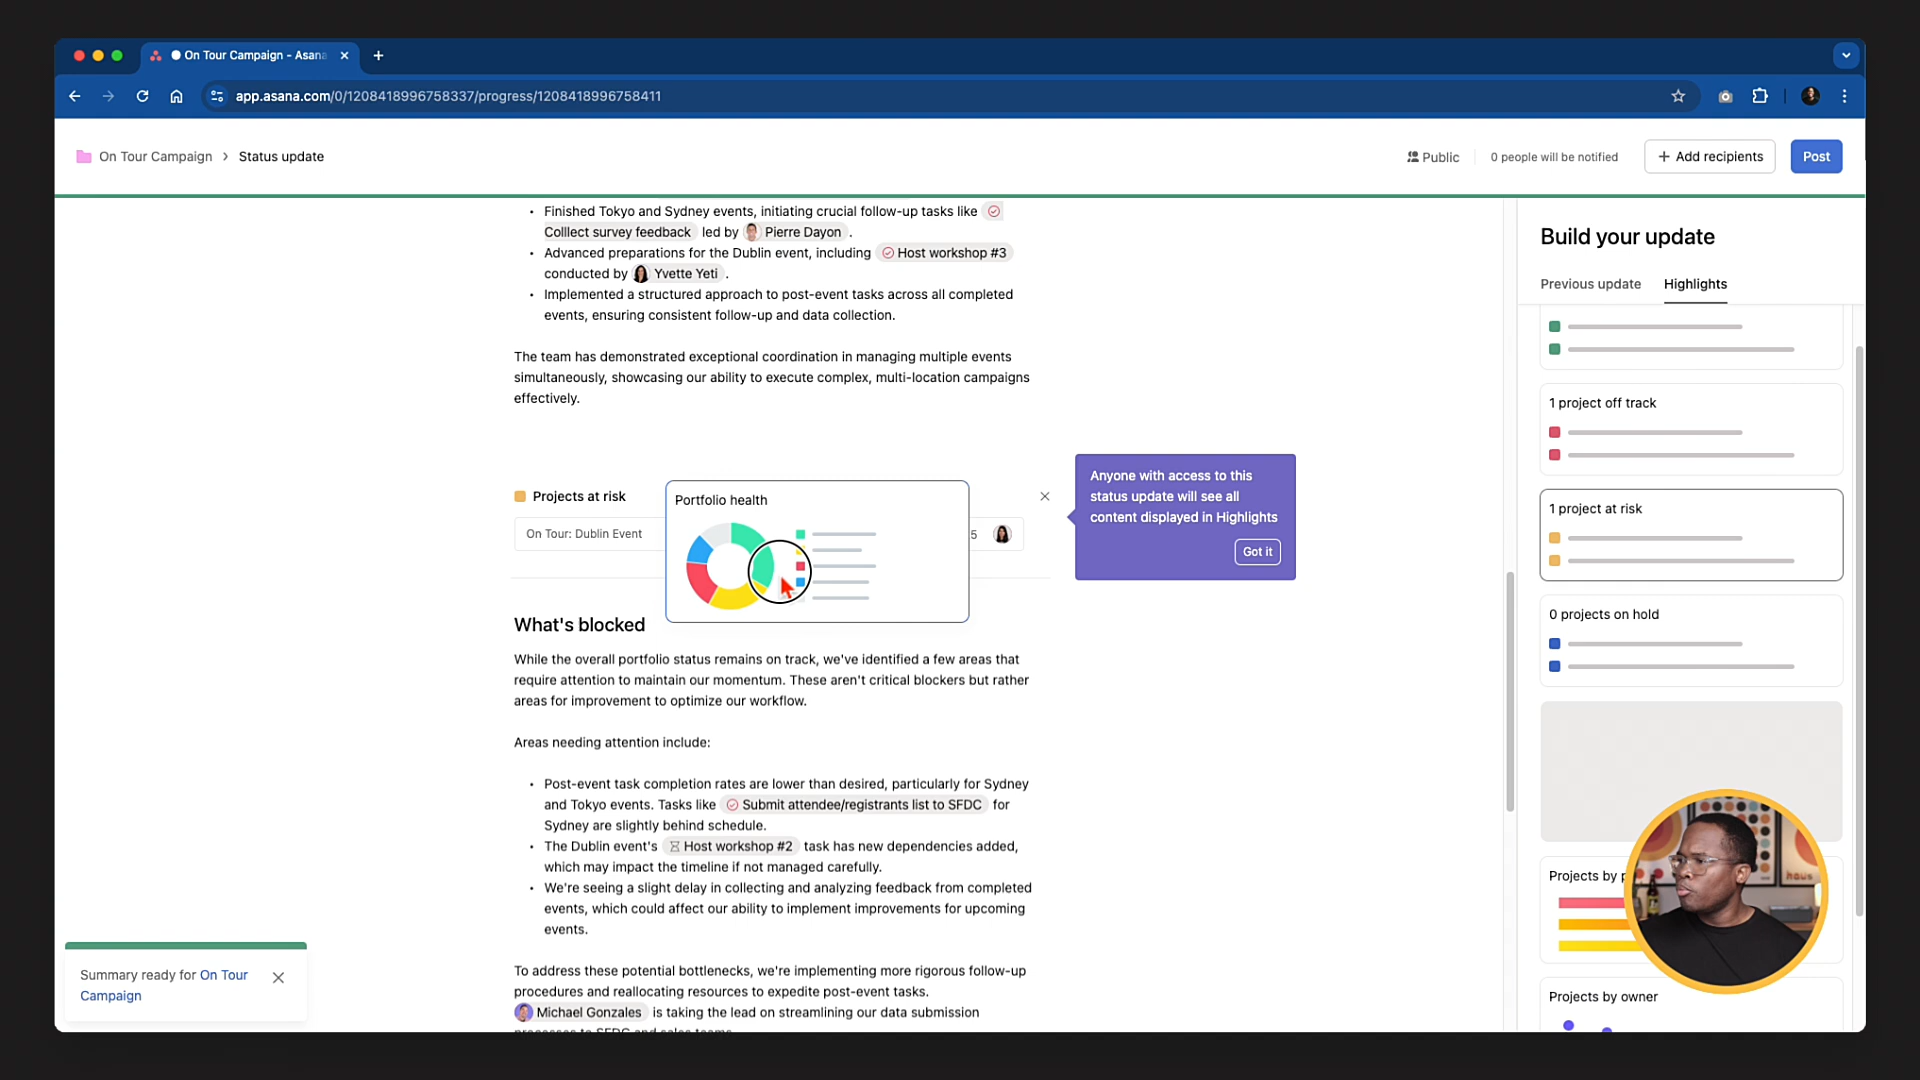 On Tour Campaign - Asana
app.asana.com/0/1208418996758337/progress/1208418996758411
On Tour Campaign › Status update
Public
0 people will be notified
+ Add recipients
Post
• Finished Tokyo and Sydney events, initiating crucial follow-up tasks like
Colllect survey feedback led by Pierre Dayon .
• Advanced preparations for the Dublin event, including Host workshop #3
conducted by Yvette Yeti .
• Implemented a structured approach to post-event tasks across all completed
events, ensuring consistent follow-up and data collection.
The team has demonstrated exceptional coordination in managing multiple events
simultaneously, showcasing our ability to execute complex, multi-location campaigns
effectively.
Projects at risk
On Tour: Dublin Event
5
Portfolio health
Anyone with access to this
status update will see all
content displayed in Highlights
Got it
What's blocked
While the overall portfolio status remains on track, we've identified a few areas that
require attention to maintain our momentum. These aren't critical blockers but rather
areas for improvement to optimize our workflow.
Areas needing attention include:
• Post-event task completion rates are lower than desired, particularly for Sydney
and Tokyo events. Tasks like Submit attendee/registrants list to SFDC for
Sydney are slightly behind schedule.
• The Dublin event's Host workshop #2 task has new dependencies added,
which may impact the timeline if not managed carefully.
• We're seeing a slight delay in collecting and analyzing feedback from completed
events, which could affect our ability to implement improvements for upcoming
events.
To address these potential bottlenecks, we're implementing more rigorous follow-up
procedures and reallocating resources to expedite post-event tasks.
Michael Gonzales is taking the lead on streamlining our data submission
processes to SFDC and sales teams.
Summary ready for On Tour
Campaign
Build your update
Previous update
Highlights
1 project off track
1 project at risk
0 projects on hold
Projects by
haus
Projects by owner